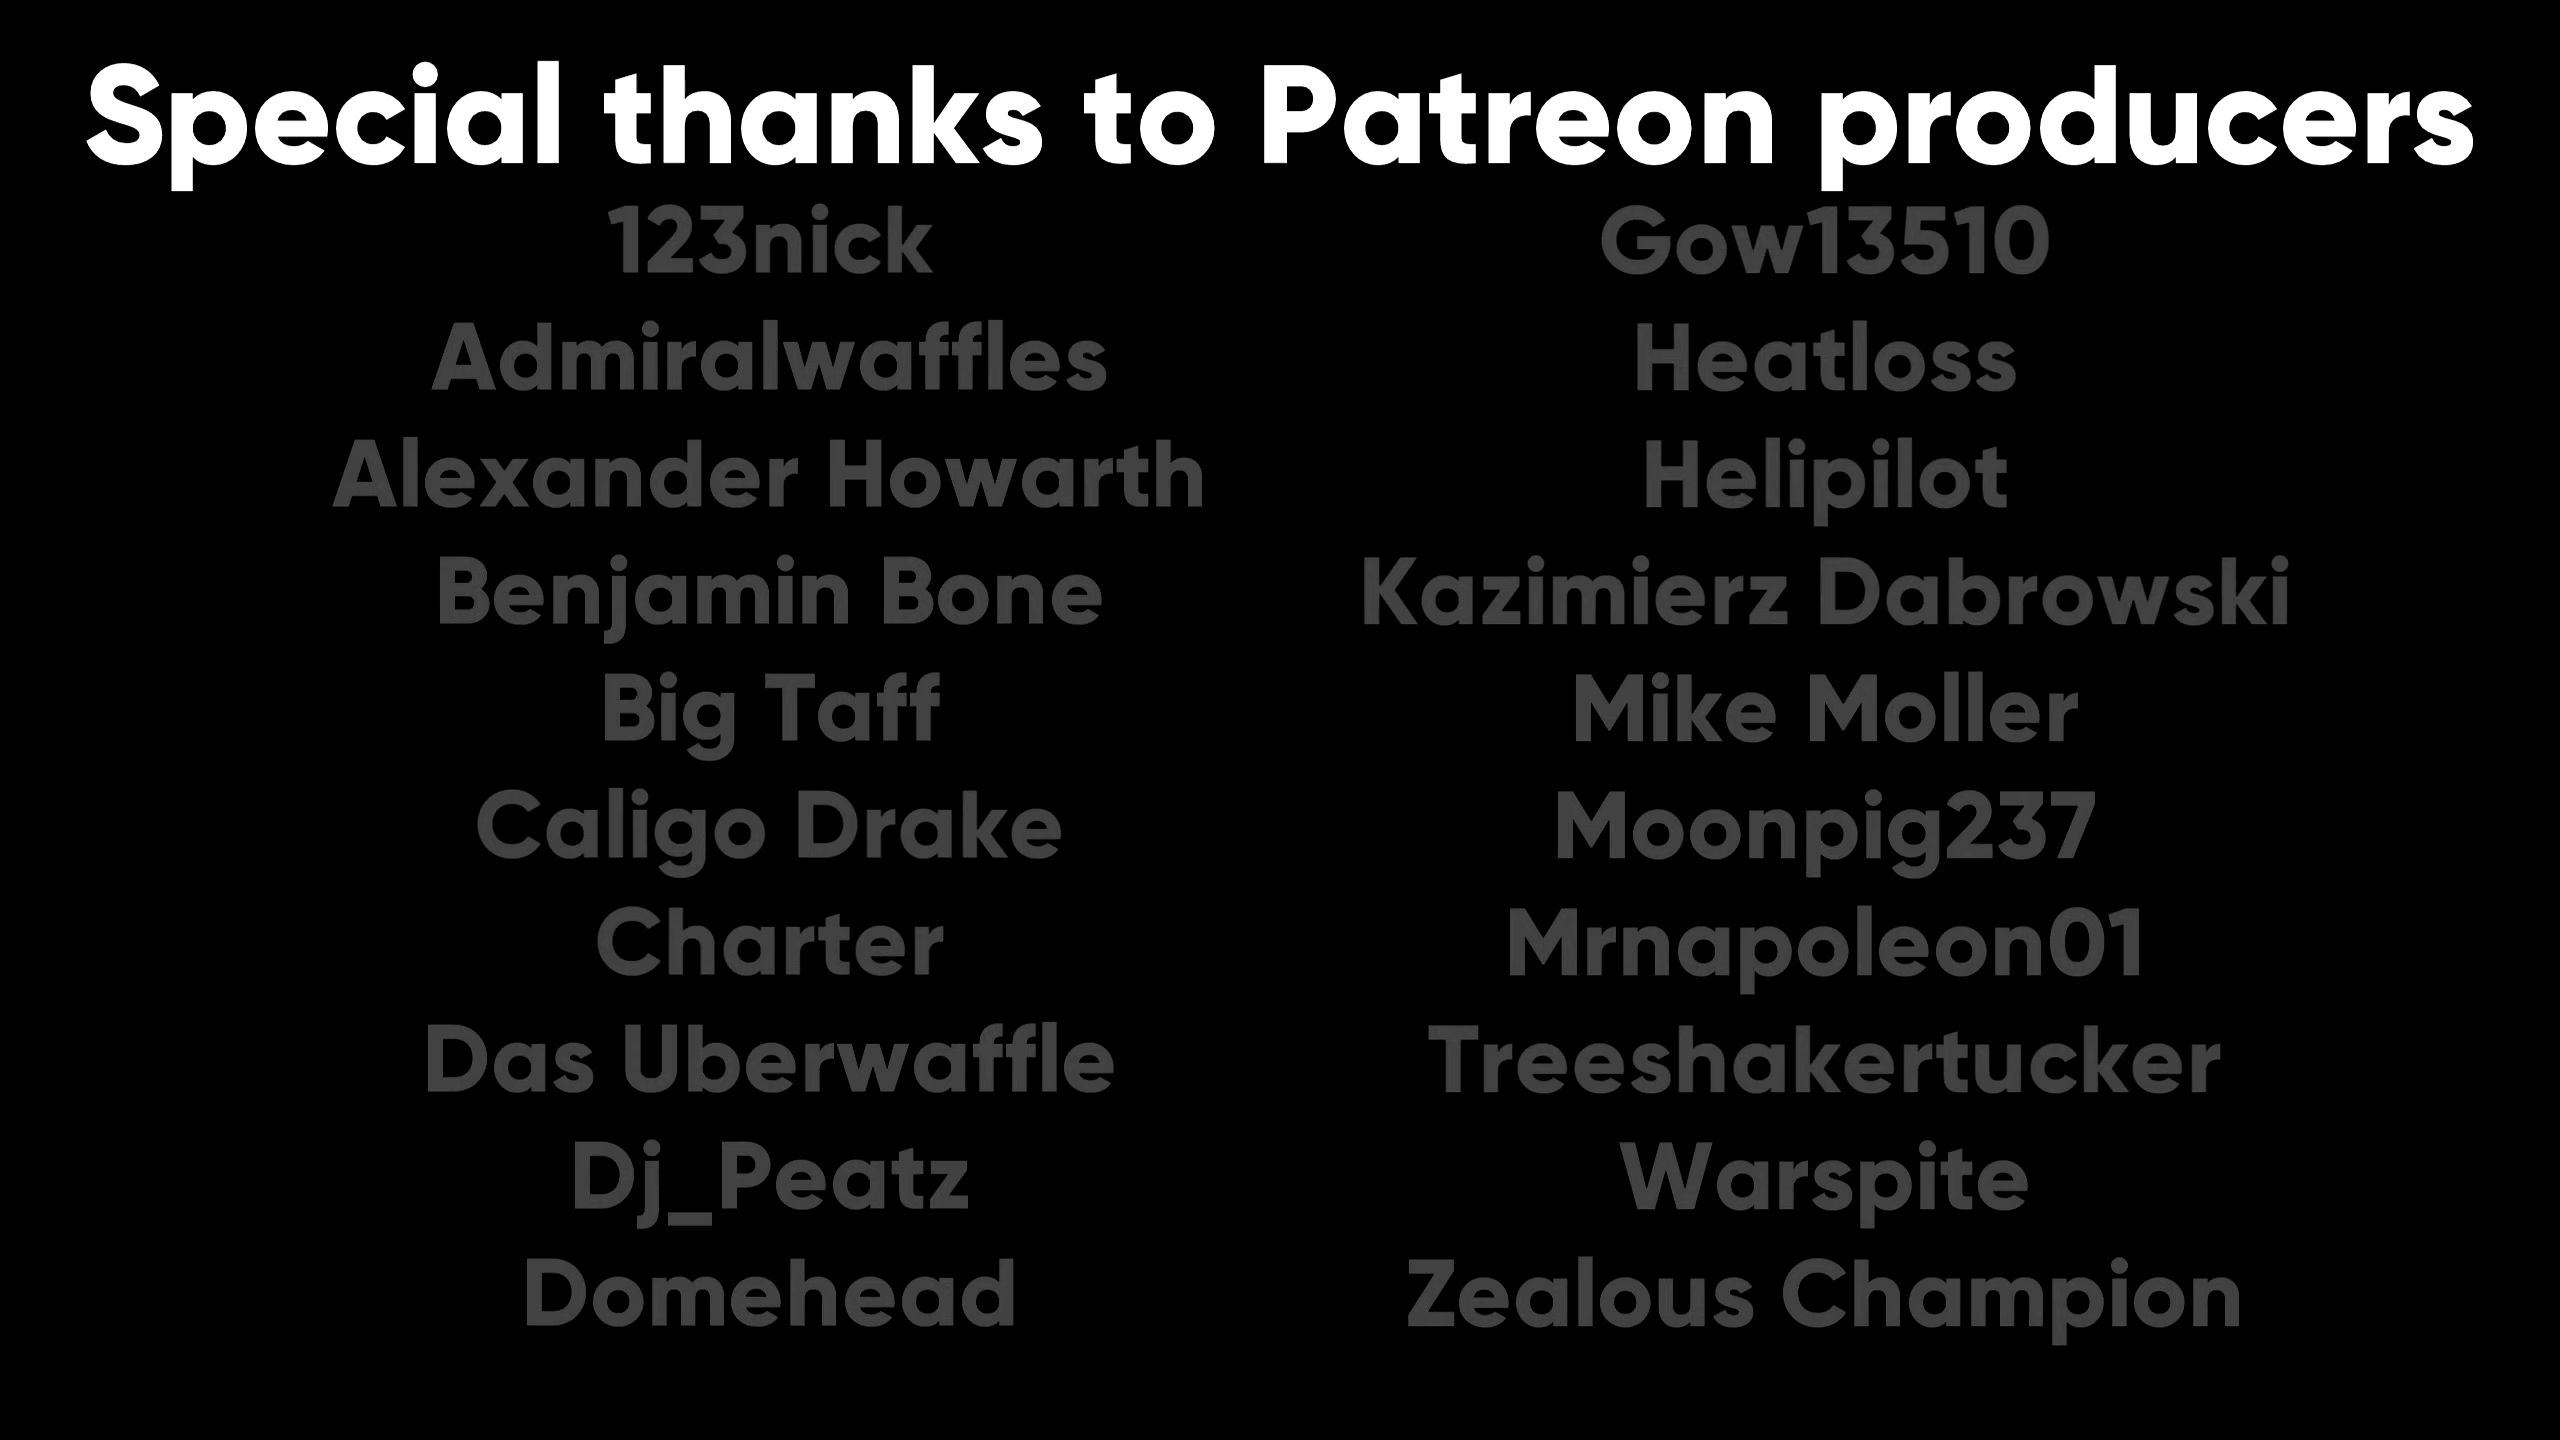 Special thanks to Patreon producers
123nick
Admiralwaffles
Alexander Howarth
Benjamin Bone
Big Taff
Caligo Drake
Charter
Das Uberwaffle
Dj_Peatz
Domehead
Gow13510
Heatloss
Helipilot
Kazimierz Dabrowski
Mike Moller
Moonpig237
Mrnapoleon01
Treeshakertucker
Warspite
Zealous Champion